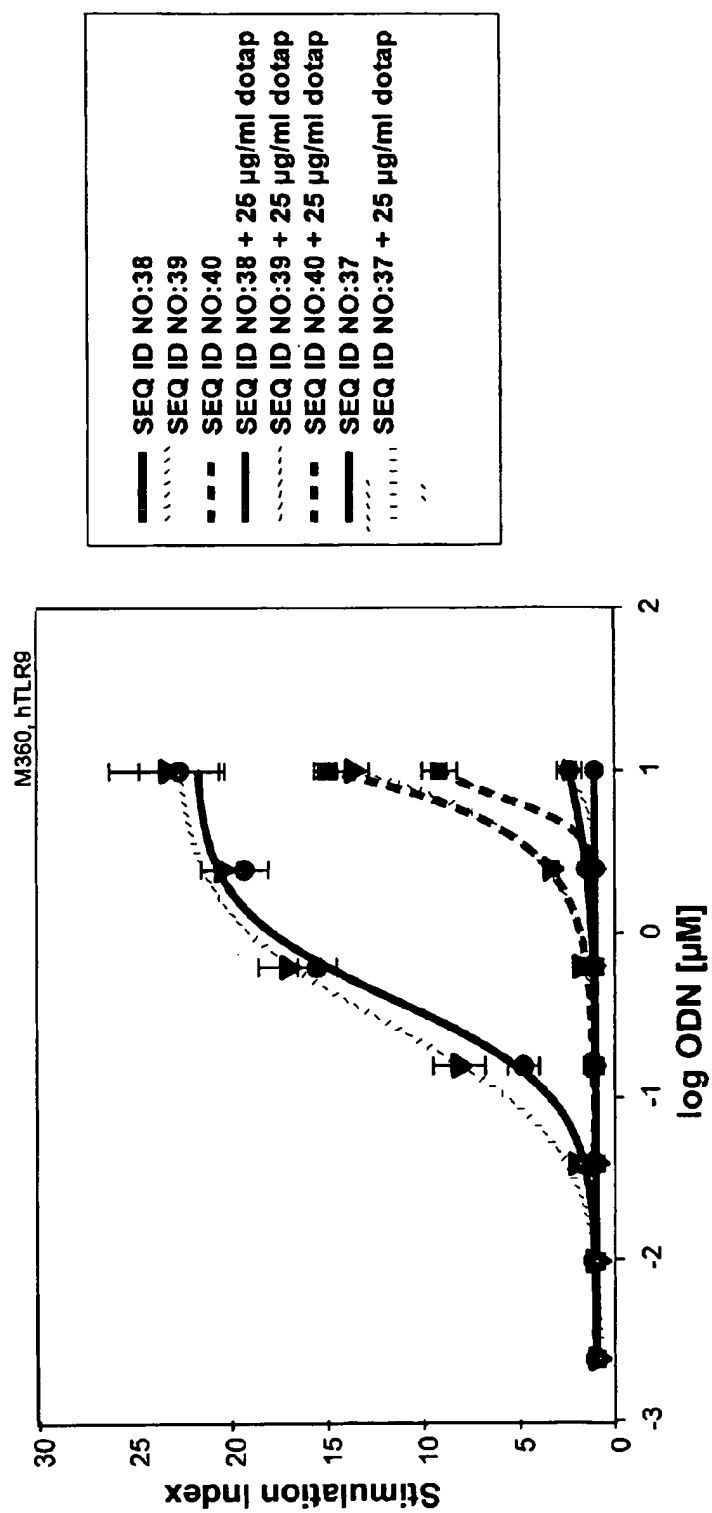 M360, hTLR9
Stimulation Index
30
25
20
15
10
5
0
-3
-2
-1
0
1
2
log ODN [µM]
SEQ ID NO:38
SEQ ID NO:39
SEQ ID NO:40
SEQ ID NO:38 + 25 µg/ml dotap
SEQ ID NO:39 + 25 µg/ml dotap
SEQ ID NO:40 + 25 µg/ml dotap
SEQ ID NO:37
SEQ ID NO:37 + 25 µg/ml dotap